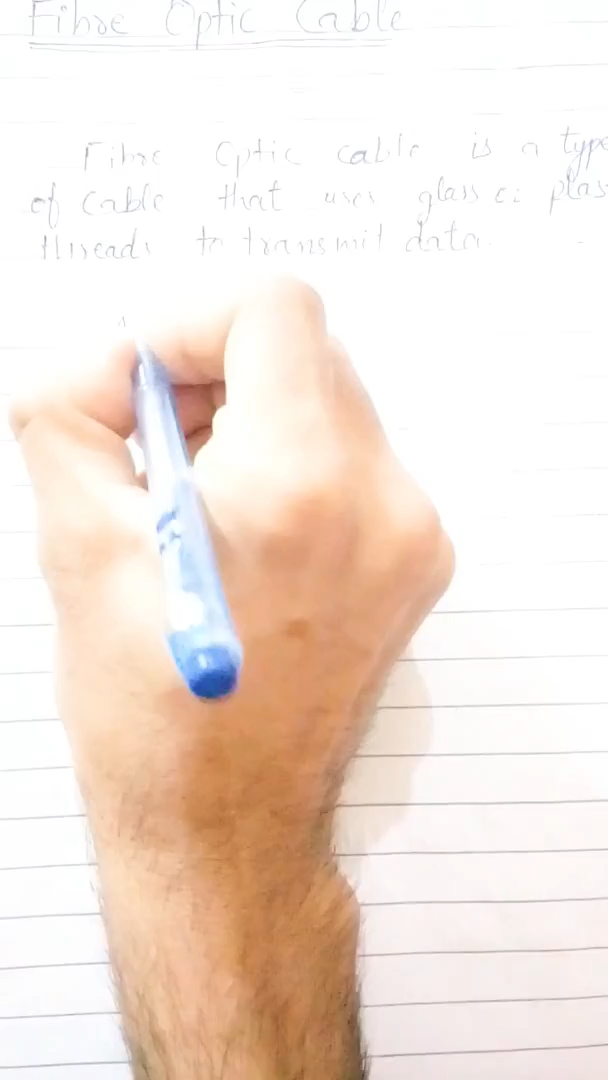 Fibre Optic Cable
Fibre Optic cable is a type
of cable that uses glass or plas
threads to transmit data.